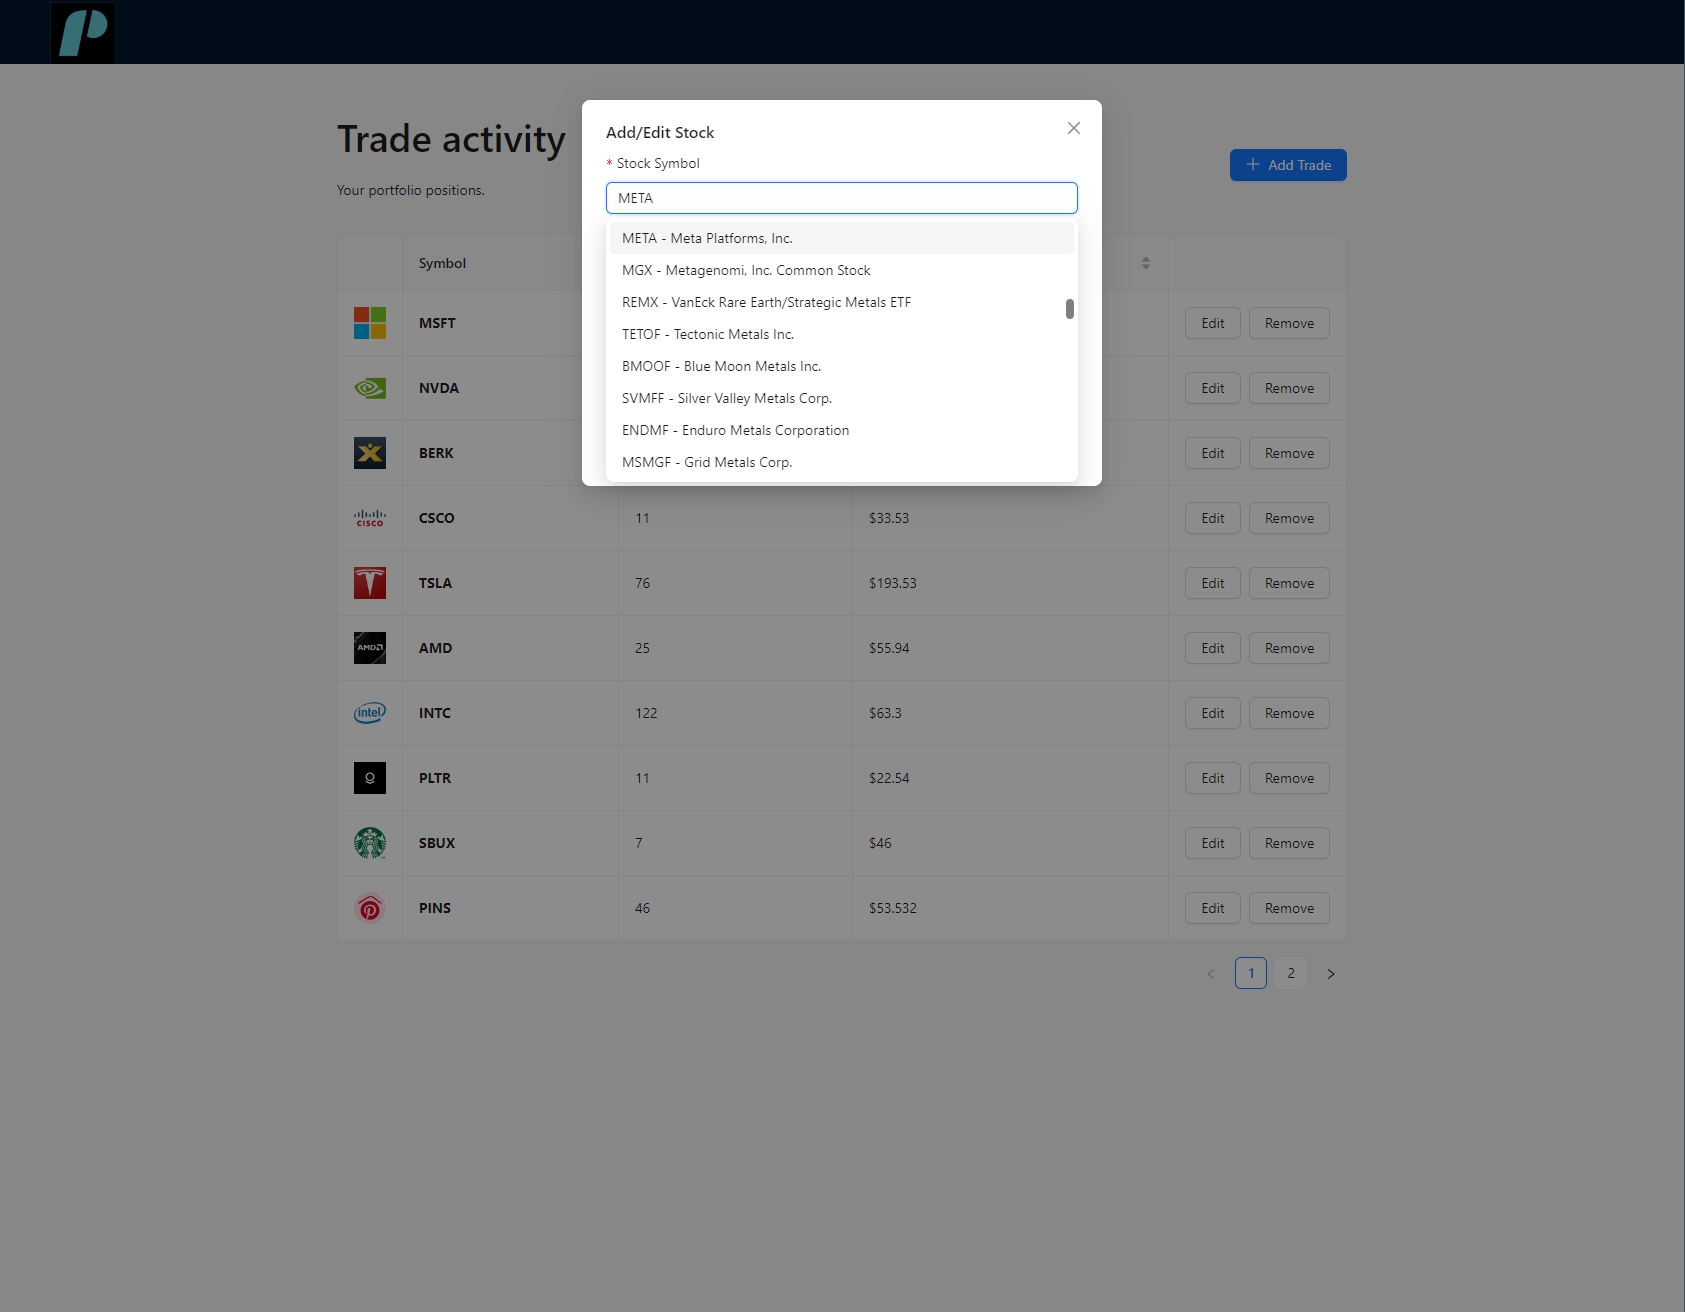 Trade activity
Your portfolio positions.
+ Add Trade
Add/Edit Stock
* Stock Symbol
META
META - Meta Platforms, Inc.
MGX - Metagenomi, Inc. Common Stock
REMX - VanEck Rare Earth/Strategic Metals ETF
TETOF - Tectonic Metals Inc.
BMOOF - Blue Moon Metals Inc.
SVMFF - Silver Valley Metals Corp.
ENDMF - Enduro Metals Corporation
MSMGF - Grid Metals Corp.
Symbol
MSFT Edit Remove
NVDA Edit Remove
BERK Edit Remove
CISCO CSCO 11 $33.53 Edit Remove
TSLA 76 $193.53 Edit Remove
AMD AMD 25 $55.94 Edit Remove
intel INTC 122 $63.3 Edit Remove
PLTR 11 $22.54 Edit Remove
SBUX 7 $46 Edit Remove
PINS 46 $53.532 Edit Remove
< 1 2 >